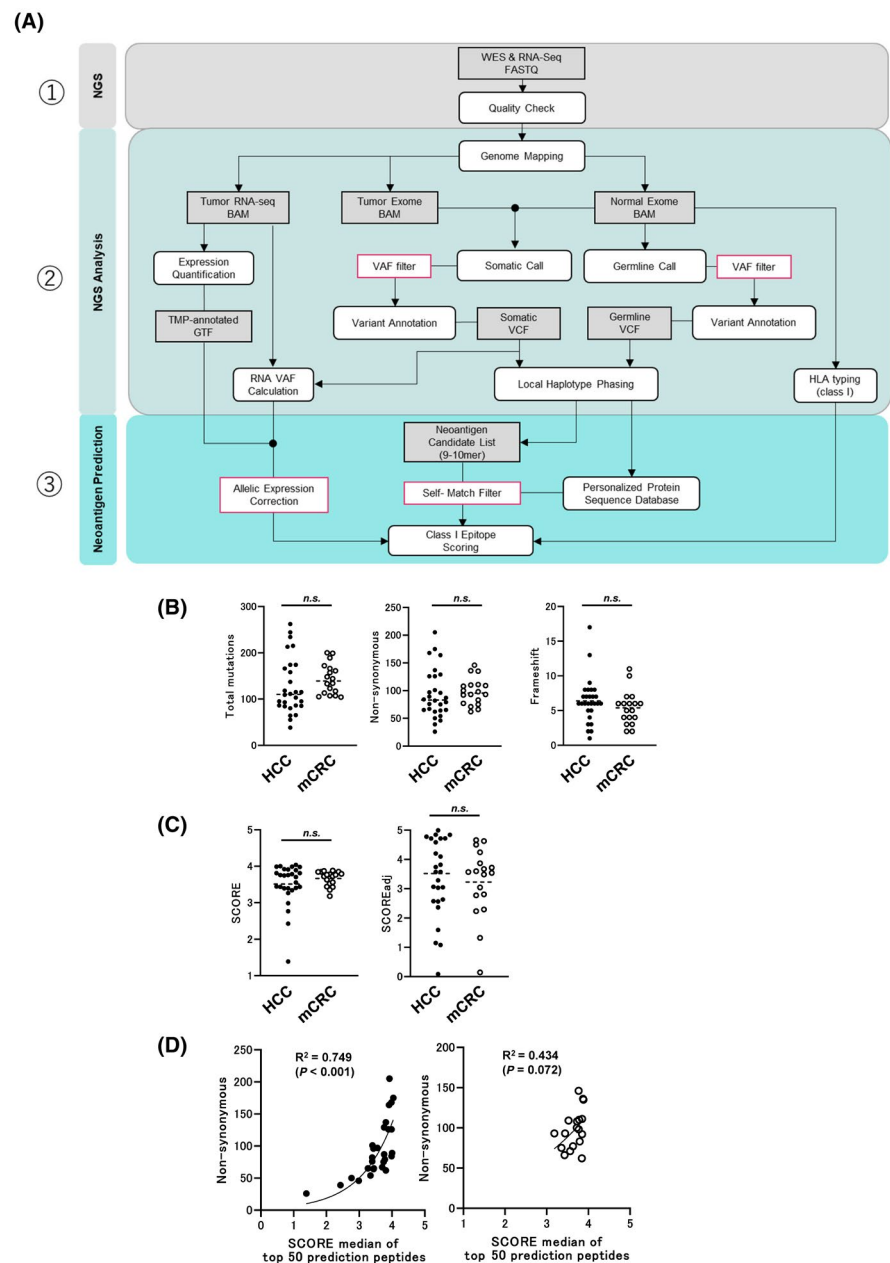 (A)
①
NGS
WES & RNA-Seq
FASTQ
Quality Check
②
NGS Analysis
Genome Mapping
Tumor RNA-seq
BAM
Tumor Exome
BAM
Normal Exome
BAM
Expression
Quantification
VAF filter
Somatic Call
Germline Call
VAF filter
TMP-annotated
GTF
Variant Annotation
Somatic
VCF
Germline
VCF
Variant Annotation
RNA VAF
Calculation
Local Haplotype Phasing
HLA typing
(class I)
③
Neoantigen Prediction
Neoantigen
Candidate List
(9-10mer)
Allelic Expression
Correction
Self- Match Filter
Personalized Protein
Sequence Database
Class I Epitope
Scoring
(B)
n.s.
Total mutations
300
200
100
0
HCC
mCRC
n.s.
Non-synonymous
250
200
150
100
50
0
HCC
mCRC
n.s.
Frameshift
20
15
10
5
0
HCC
mCRC
(C)
n.s.
SCORE
5
4
3
2
1
HCC
mCRC
n.s.
SCOREadj
5
4
3
2
1
0
HCC
mCRC
(D)
R² = 0.749
(P < 0.001)
Non-synonymous
250
200
150
100
50
0
0 1 2 3 4 5
SCORE median of
top 50 prediction peptides
R² = 0.434
(P = 0.072)
Non-synonymous
200
150
100
50
0
1 2 3 4 5
SCORE median of
top 50 prediction peptides